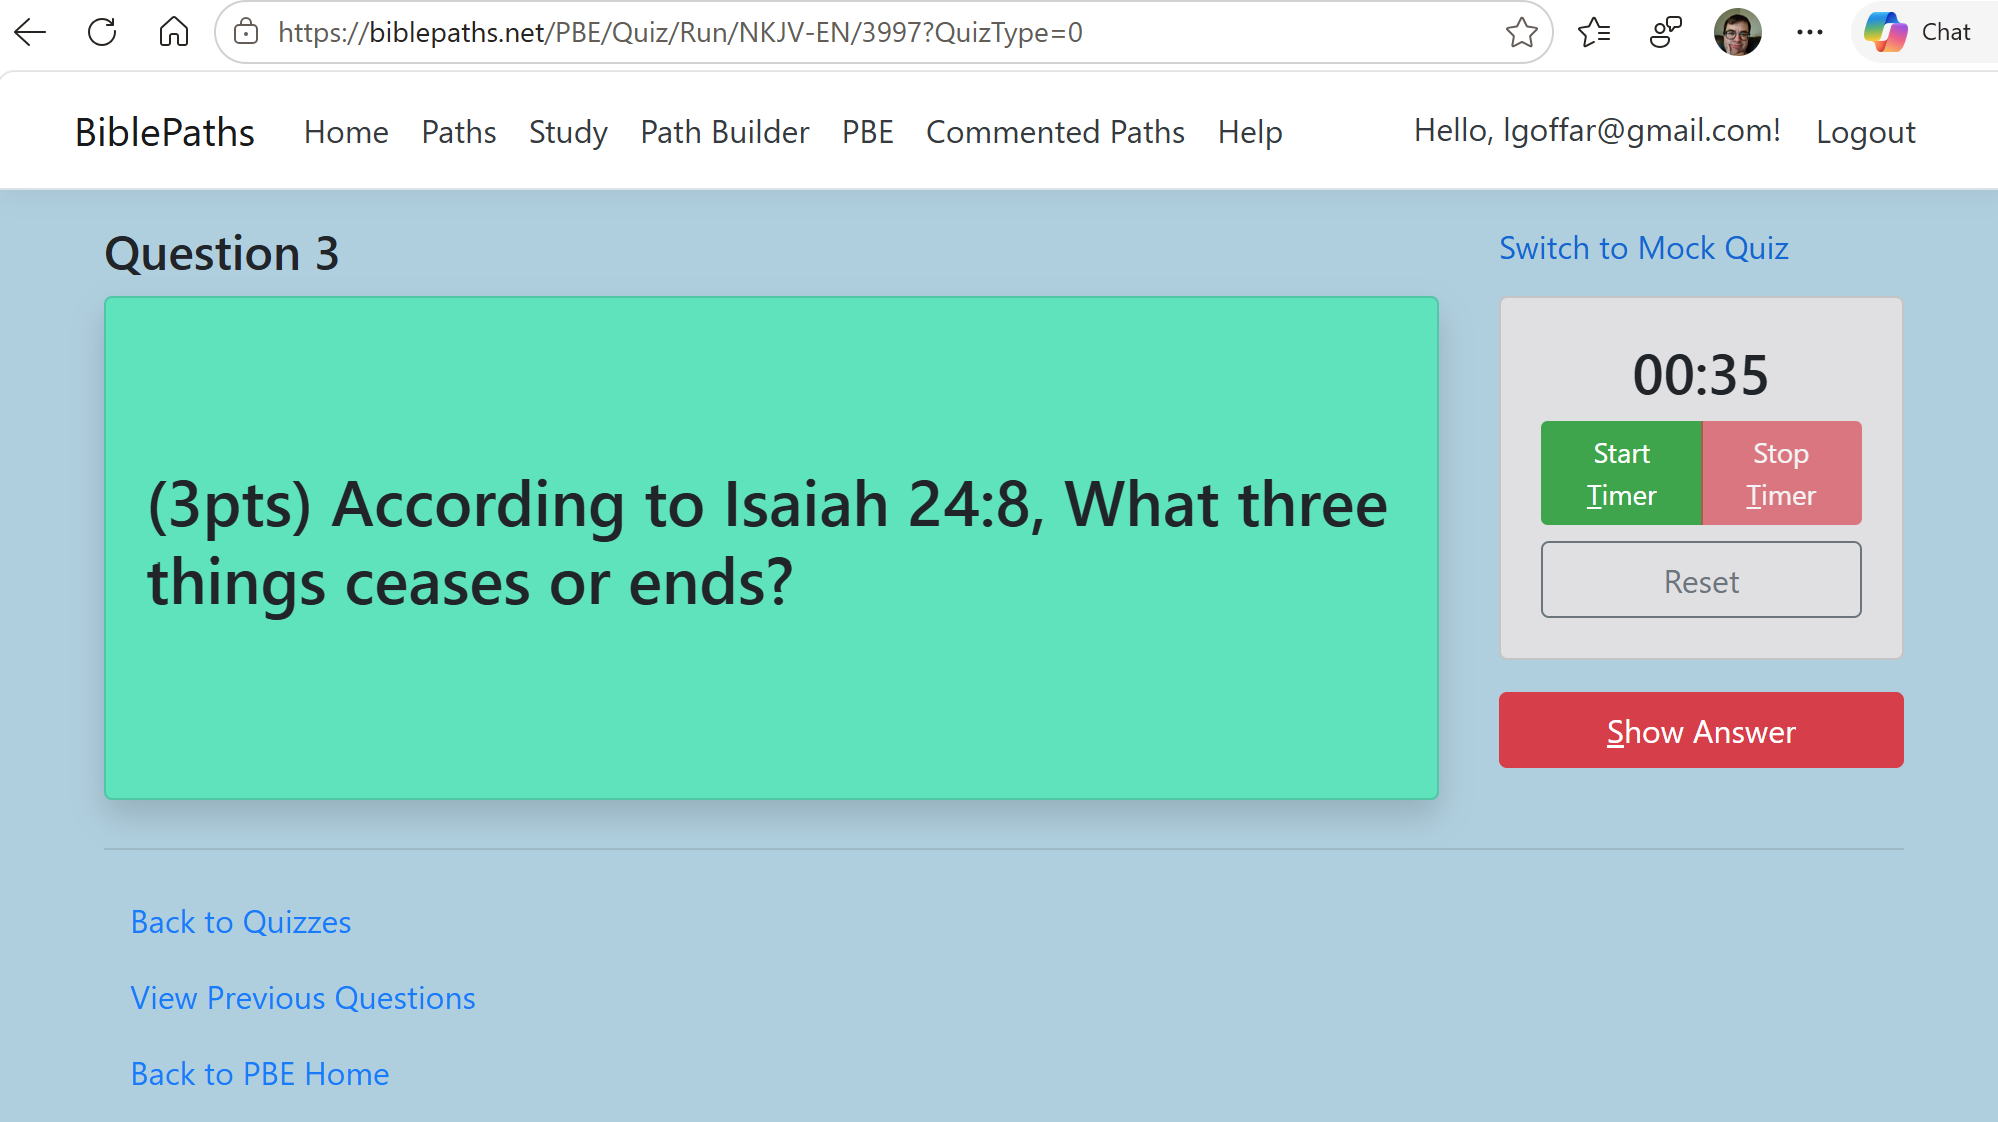 https://biblepaths.net/PBE/Quiz/Run/NKJV-EN/3997?QuizType=0
Chat
BiblePaths Home Paths Study Path Builder PBE Commented Paths Help Hello, lgoffar@gmail.com! Logout
Question 3
Switch to Mock Quiz
(3pts) According to Isaiah 24:8, What three
things ceases or ends?
00:35
Start
Timer
Stop
Timer
Reset
Show Answer
Back to Quizzes
View Previous Questions
Back to PBE Home